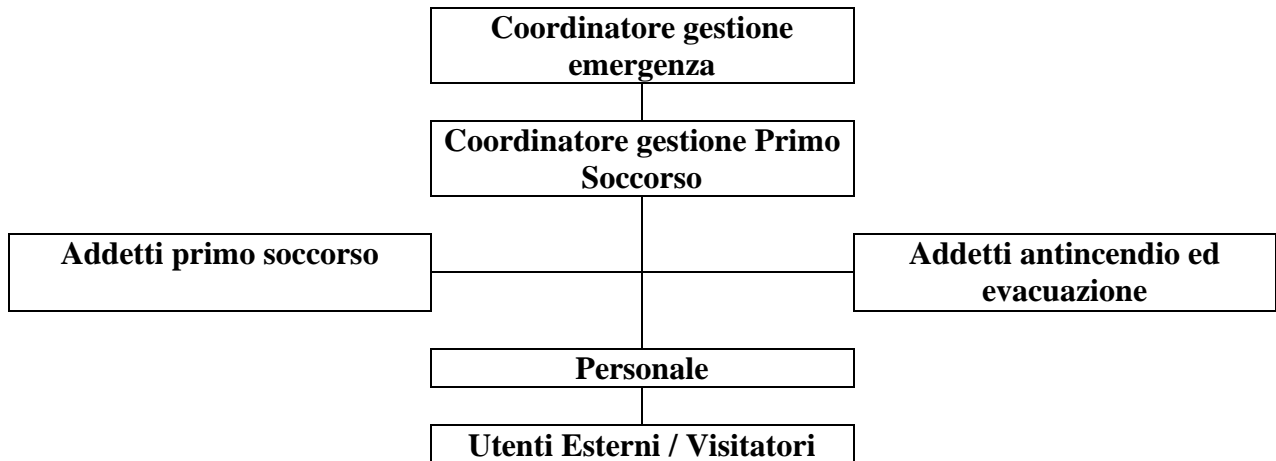 Coordinatore gestione
emergenza
Coordinatore gestione Primo
Soccorso
Addetti primo soccorso
Addetti antincendio ed
evacuazione
Personale
Utenti Esterni / Visitatori